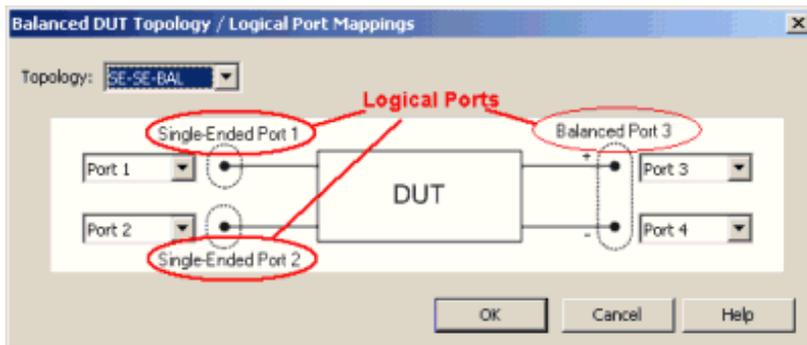 Balanced DUT Topology / Logical Port Mappings
Topology: SE-SE-BAL
Logical Ports
Single-Ended Port 1
Balanced Port 3
Port 1
+
Port 3
DUT
Port 2
-
Port 4
Single-Ended Port 2
OK
Cancel
Help